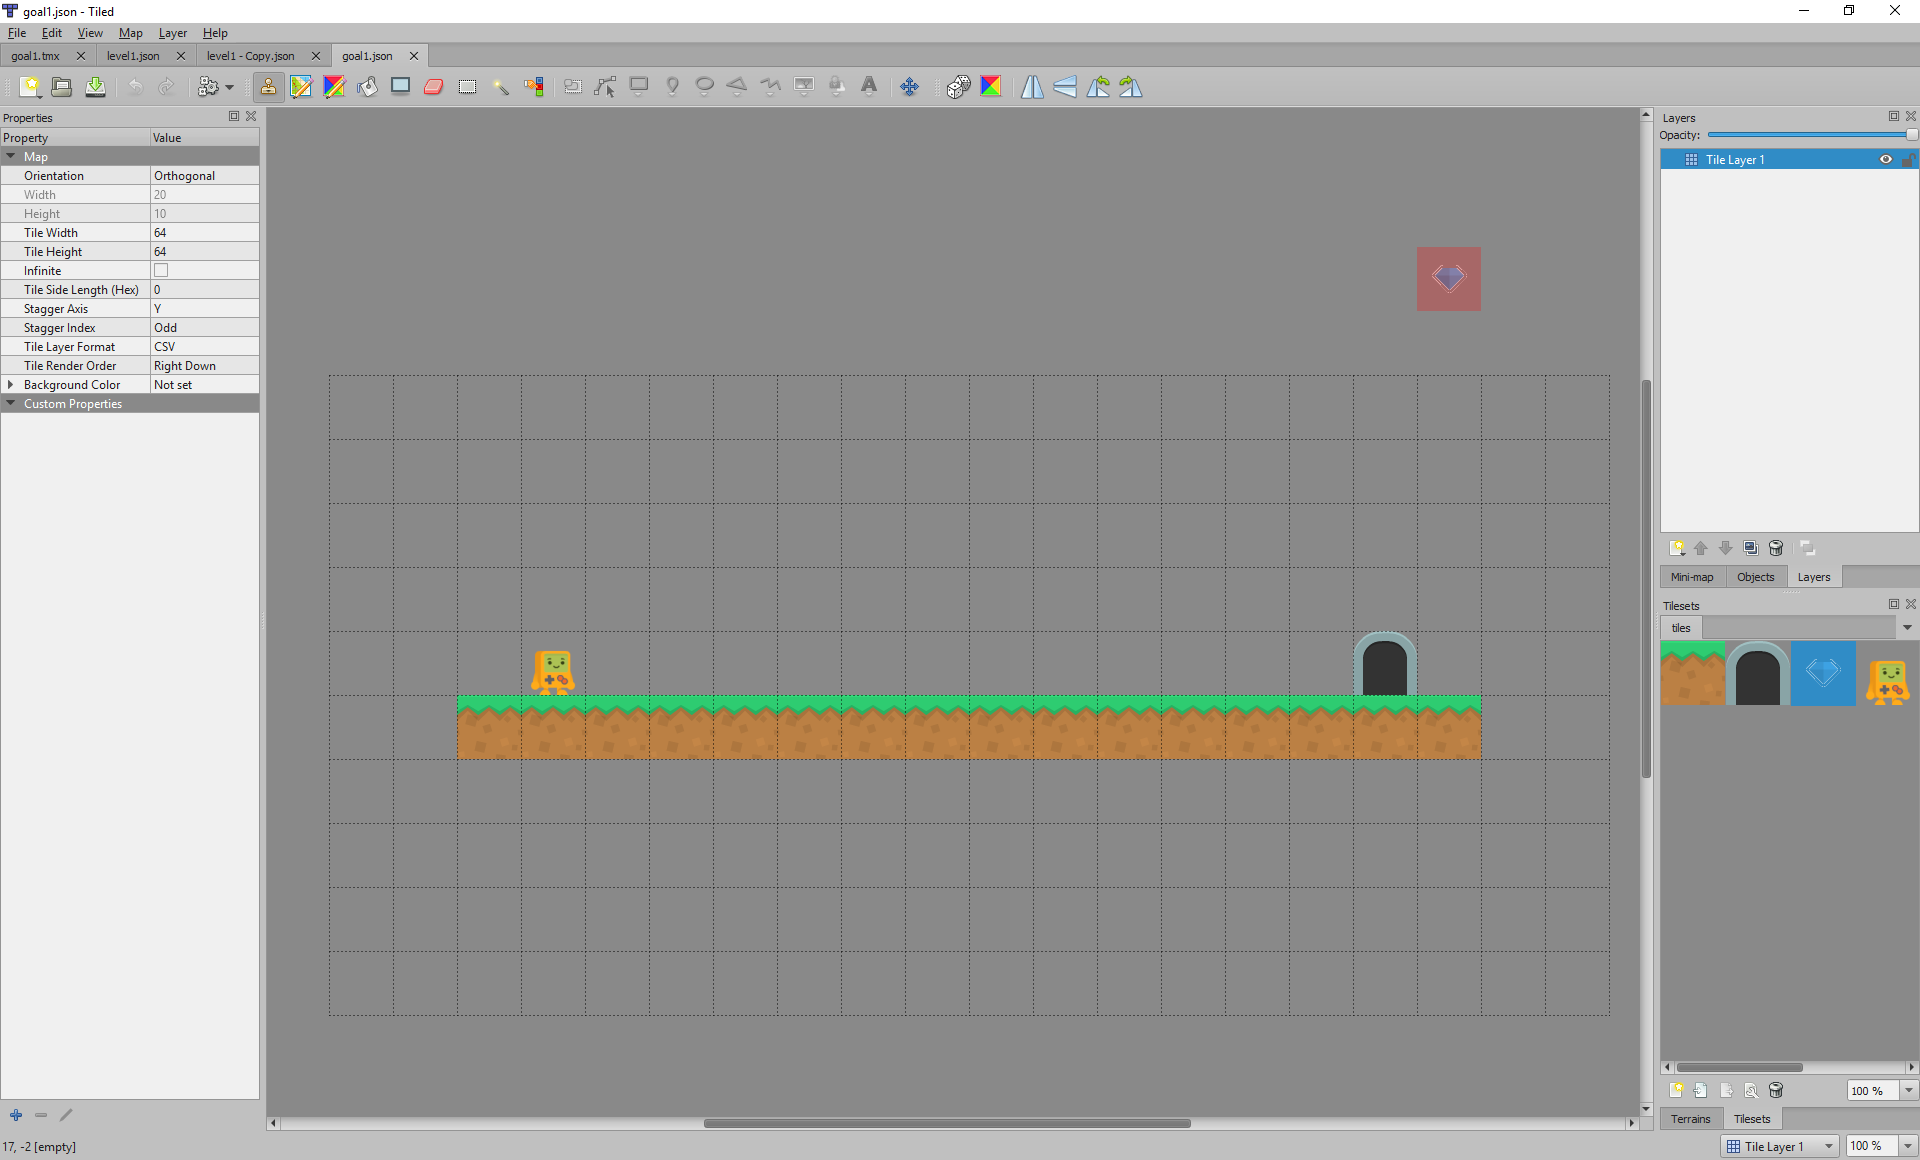 goal1.json - Tiled
File Edit View Map Layer Help
goal1.tmx level1.json level1 - Copy.json goal1.json
Properties
Property Value
Map
Orientation Orthogonal
Width 20
Height 10
Tile Width 64
Tile Height 64
Infinite
Tile Side Length (Hex) 0
Stagger Axis Y
Stagger Index Odd
Tile Layer Format CSV
Tile Render Order Right Down
Background Color Not set
Custom Properties
Layers
Opacity:
Tile Layer 1
Mini-map Objects Layers
Tilesets
tiles
100 %
Terrains Tilesets
17, -2 [empty]
Tile Layer 1 100 %